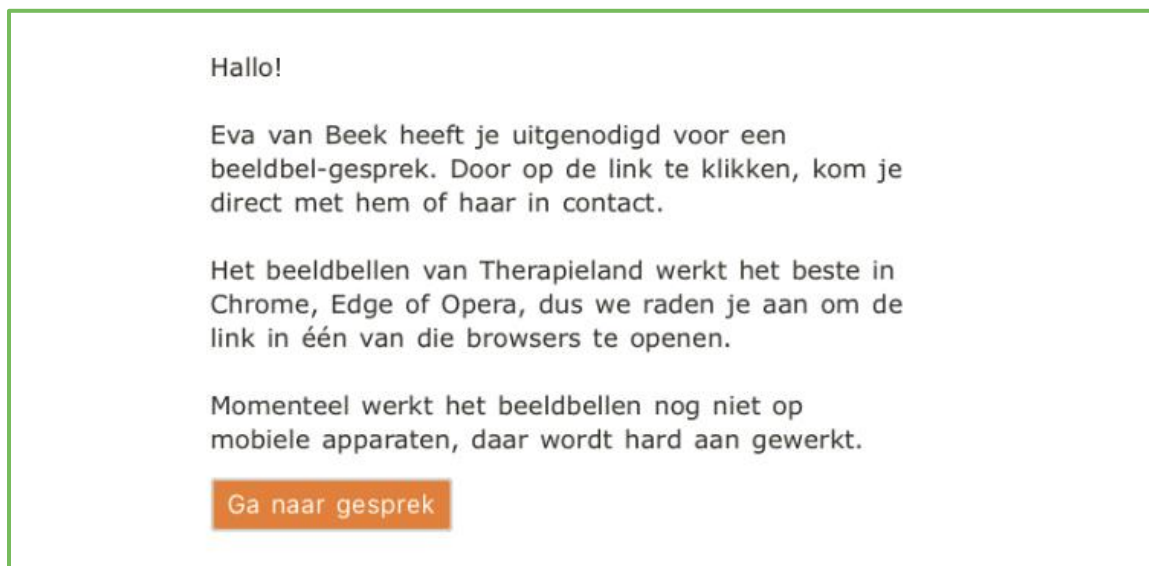 Hallo!
Eva van Beek heeft je uitgenodigd voor een
beeldbel-gesprek. Door op de link te klikken, kom je
direct met hem of haar in contact.
Het beeldbellen van Therapieland werkt het beste in
Chrome, Edge of Opera, dus we raden je aan om de
link in één van die browsers te openen.
Momenteel werkt het beeldbellen nog niet op
mobiele apparaten, daar wordt hard aan gewerkt.
Ga naar gesprek